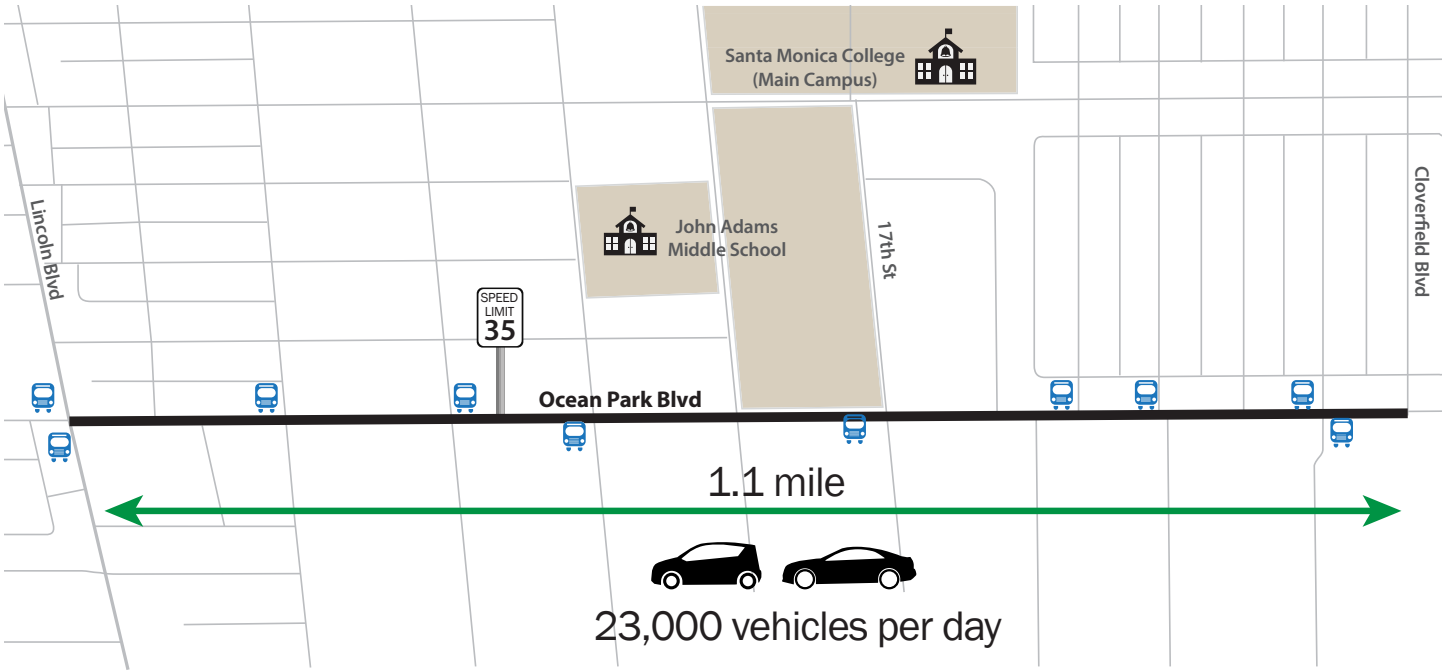 Santa Monica College
(Main Campus)
John Adams
Middle School
Lincoln Blvd
17th St
Cloverfield Blvd
SPEED
LIMIT
35
Ocean Park Blvd
1.1 mile
23,000 vehicles per day